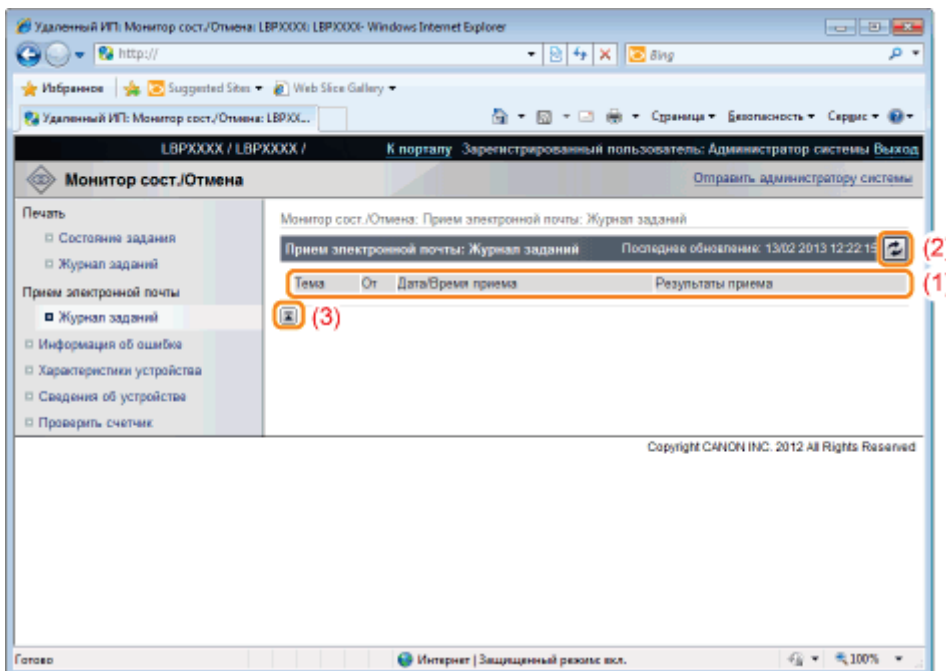 Удаленный ИП: Монитор сост./Отмена: LBPXXXX: LBPXXXX- Windows Internet Explorer
http://
Bing
Избранное Suggested Sites Web Slice Gallery
Удаленный ИП: Монитор сост./Отмена: LBPXX...
Страница Безопасность Сервис
LBPXXXX / LBPXXXX /
К порталу Зарегистрированный пользователь: Администратор системы Выход
Монитор сост./Отмена
Отправить администратору системы
Печать
Состояние задания
Журнал заданий
Прием электронной почты
Журнал заданий
Информация об ошибке
Характеристики устройства
Сведения об устройстве
Проверить счетчик
Монитор сост./Отмена: Прием электронной почты: Журнал заданий
Прием электронной почты: Журнал заданий Последнее обновление: 13/02 2013 12:22:15
(2)
Тема От Дата/Время приема Результаты приема
(1)
(3)
Copyright CANON INC. 2012 All Rights Reserved
Готово
Интернет | Защищенный режим: вкл.
100%